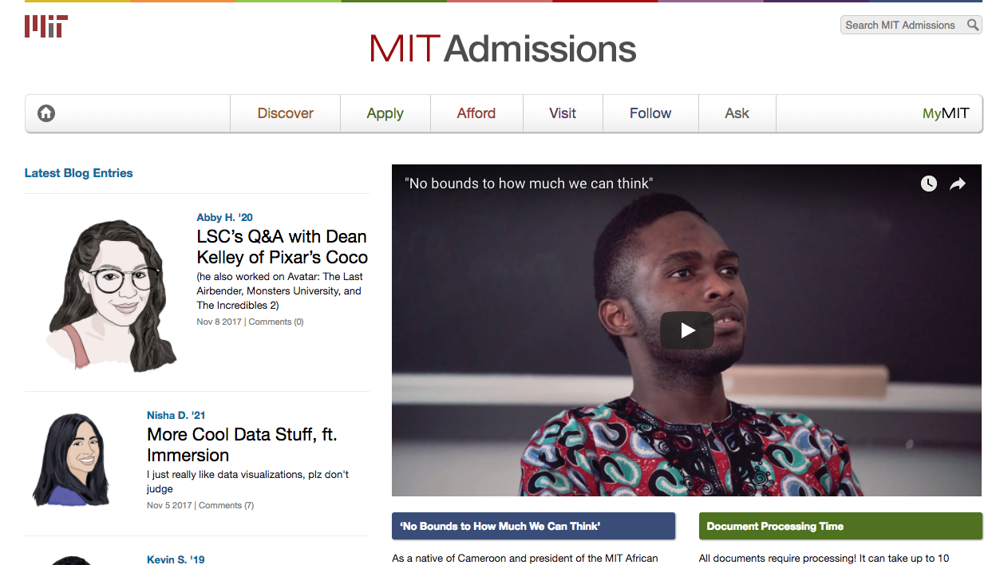 MIT
Search MIT Admissions
MIT Admissions
Discover
Apply
Afford
Visit
Follow
Ask
MyMIT
Latest Blog Entries
Abby H. '20
LSC’s Q&A with Dean
Kelley of Pixar’s Coco
(he also worked on Avatar: The Last
Airbender, Monsters University, and
The Incredibles 2)
Nov 8 2017 | Comments (0)
Nisha D. '21
More Cool Data Stuff, ft.
Immersion
I just really like data visualizations, plz don't
judge
Nov 5 2017 | Comments (7)
Kevin S. '19
"No bounds to how much we can think"
‘No Bounds to How Much We Can Think’
As a native of Cameroon and president of the MIT African
Document Processing Time
All documents require processing! It can take up to 10